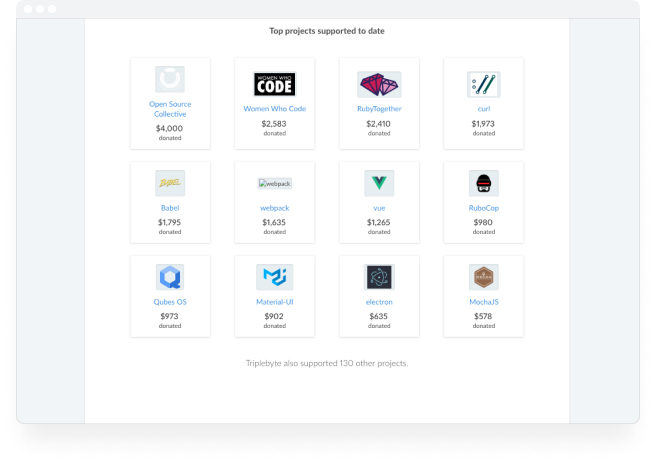 Top projects supported to date
WOMEN WHO
CODE
Open Source
Collective
$4,000
donated
Women Who Code
$2,583
donated
RubyTogether
$2,410
donated
curl
$1,973
donated
BABEL
Babel
$1,795
donated
webpack
webpack
$1,635
donated
vue
$1,265
donated
RuboCop
$980
donated
Qubes OS
$973
donated
Material-UI
$902
donated
electron
$635
donated
MOCHA
MochaJS
$578
donated
Triplebyte also supported 130 other projects.